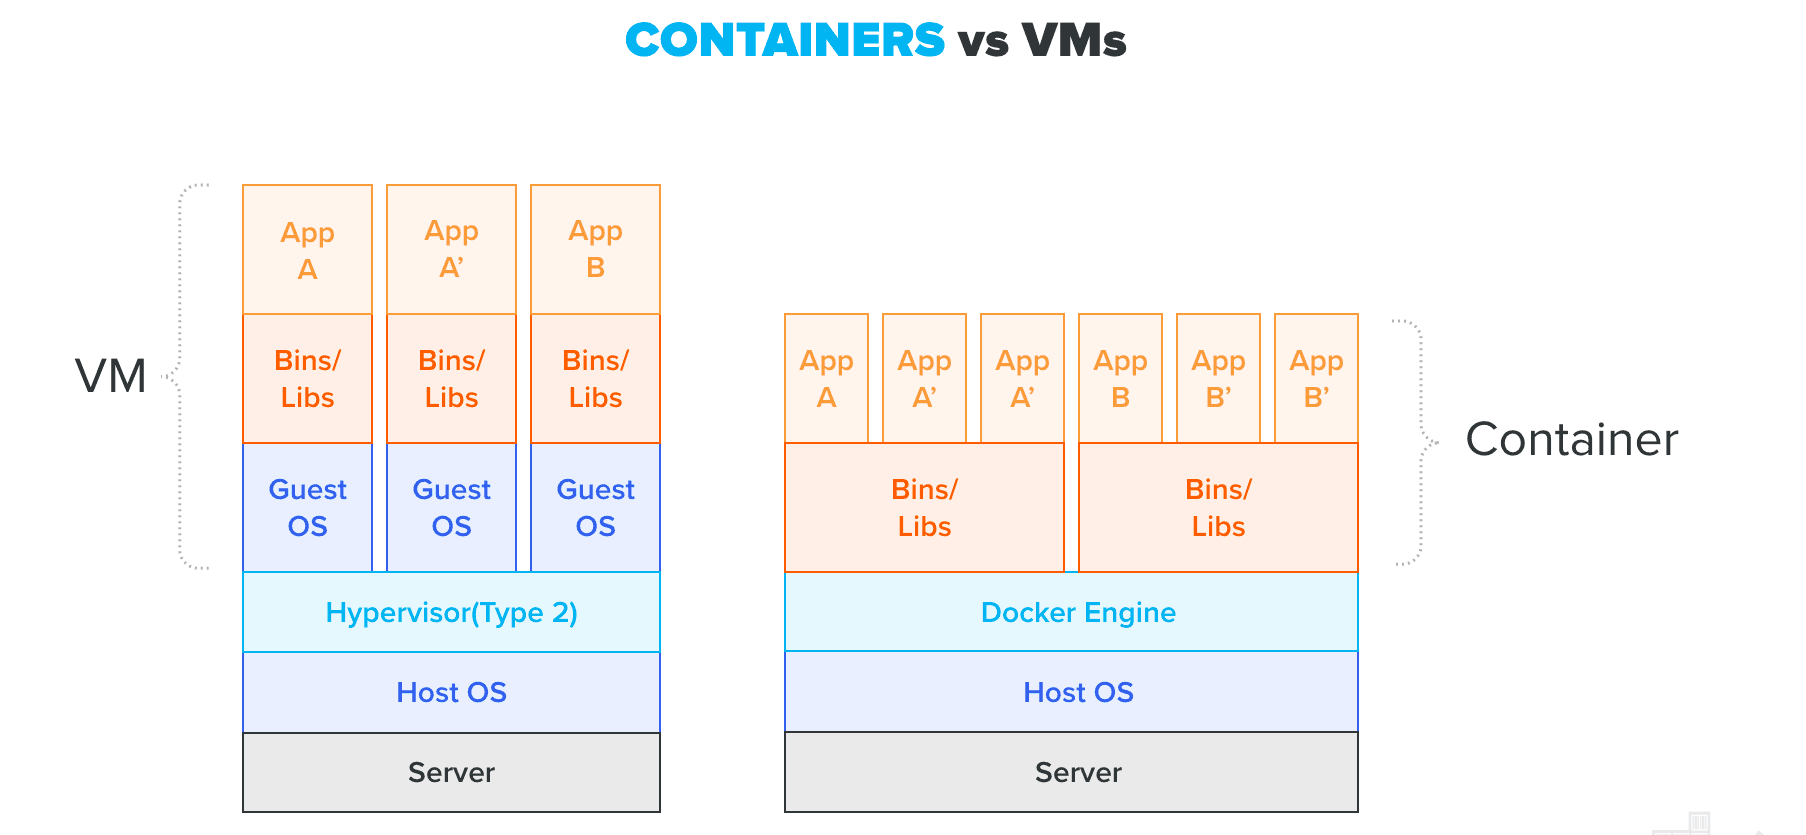 CONTAINERS vs VMs
VM
App
A
App
A’
App
B
Bins/
Libs
Bins/
Libs
Bins/
Libs
Guest
OS
Guest
OS
Guest
OS
Hypervisor(Type 2)
Host OS
Server
App
A
App
A’
App
A’
App
B
App
B’
App
B’
Bins/
Libs
Bins/
Libs
Docker Engine
Host OS
Server
Container